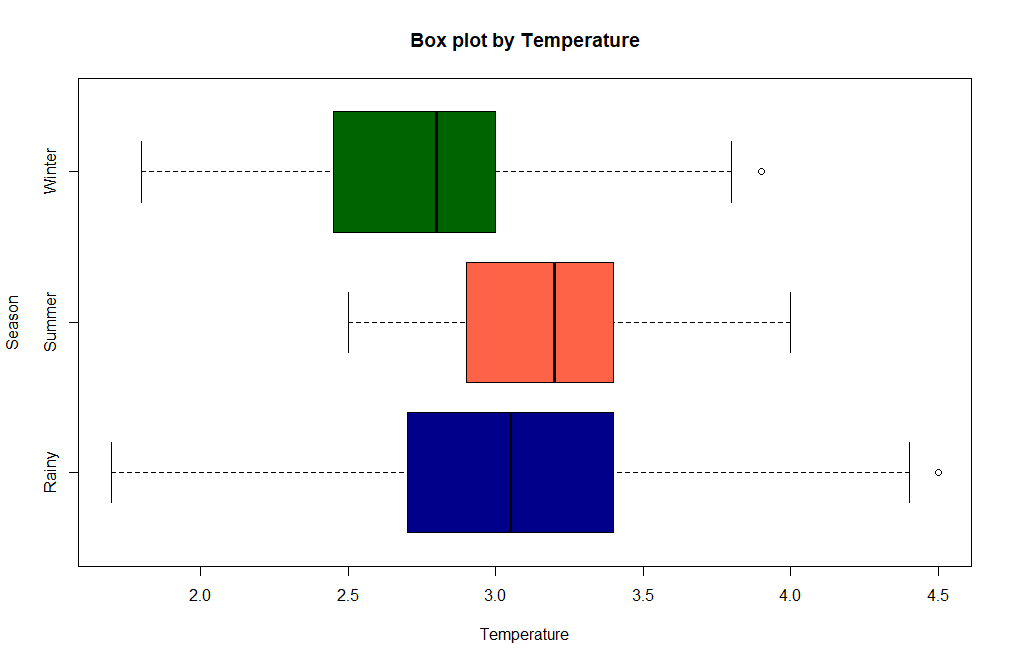 Box plot by Temperature
Season
Winter
Summer
Rainy
2.0 2.5 3.0 3.5 4.0 4.5
Temperature